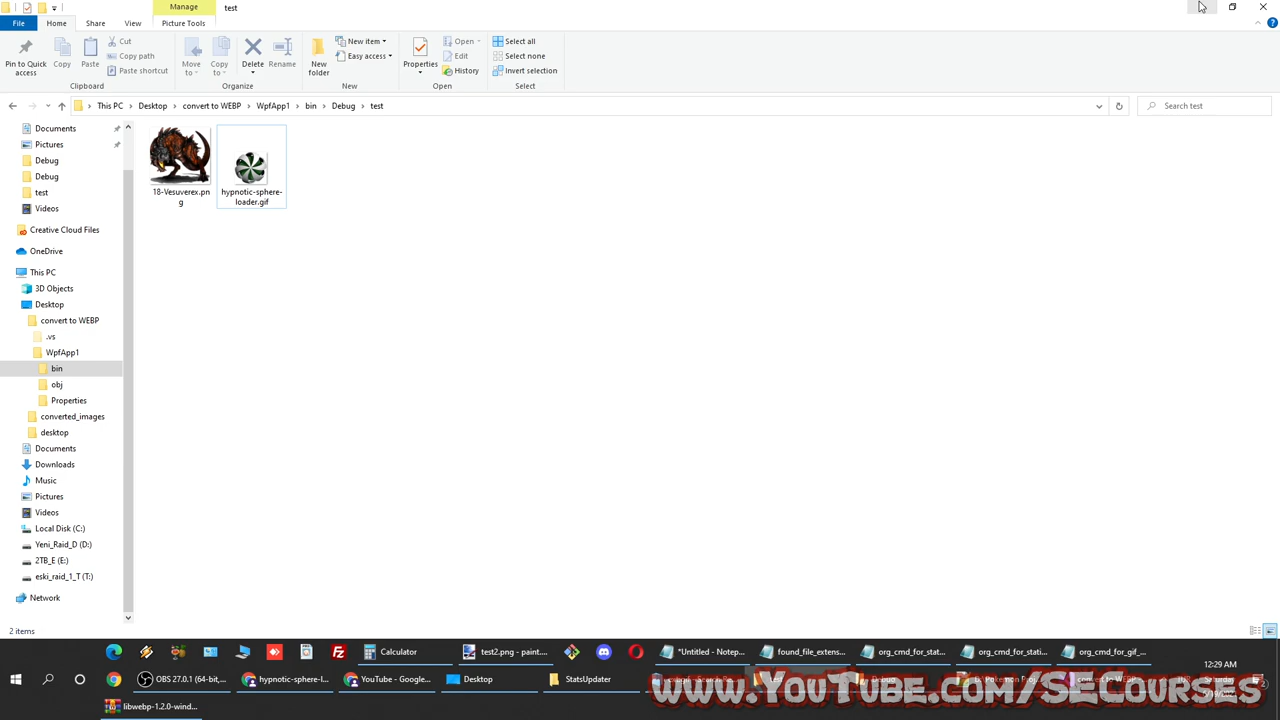 Manage
test
File
Home
Share
View
Picture Tools
Pin to Quick access
Copy
Paste
Cut
Copy path
Paste shortcut
Clipboard
Move to
Copy to
Delete
Rename
Organize
New folder
New item
Easy access
New
Properties
Open
Edit
History
Open
Select all
Select none
Invert selection
Select
This PC
Desktop
convert to WEBP
WpfApp1
bin
Debug
test
Search test
Documents
Pictures
Debug
Debug
test
Videos
Creative Cloud Files
OneDrive
This PC
3D Objects
Desktop
convert to WEBP
.vs
WpfApp1
bin
obj
Properties
converted_images
desktop
Documents
Downloads
Music
Pictures
Videos
Local Disk (C:)
Yeni_Raid_D (D:)
2TB_E (E:)
eski_raid_1_T (T:)
Network
18-Vesuverex.png
hypnotic-sphere-loader.gif
2 items
Calculator
test2.png - paint....
*Untitled - Notep...
found_file_extens...
org_cmd_for_stati...
org_cmd_for_stati...
org_cmd_for_gif_...
12:29 AM
OBS 27.0.1 (64-bit,...
hypnotic-sphere-l...
YouTube - Google...
Desktop
StatsUpdater
www.YouTube.com/SECourses
libwebp-1.2.0-wind...